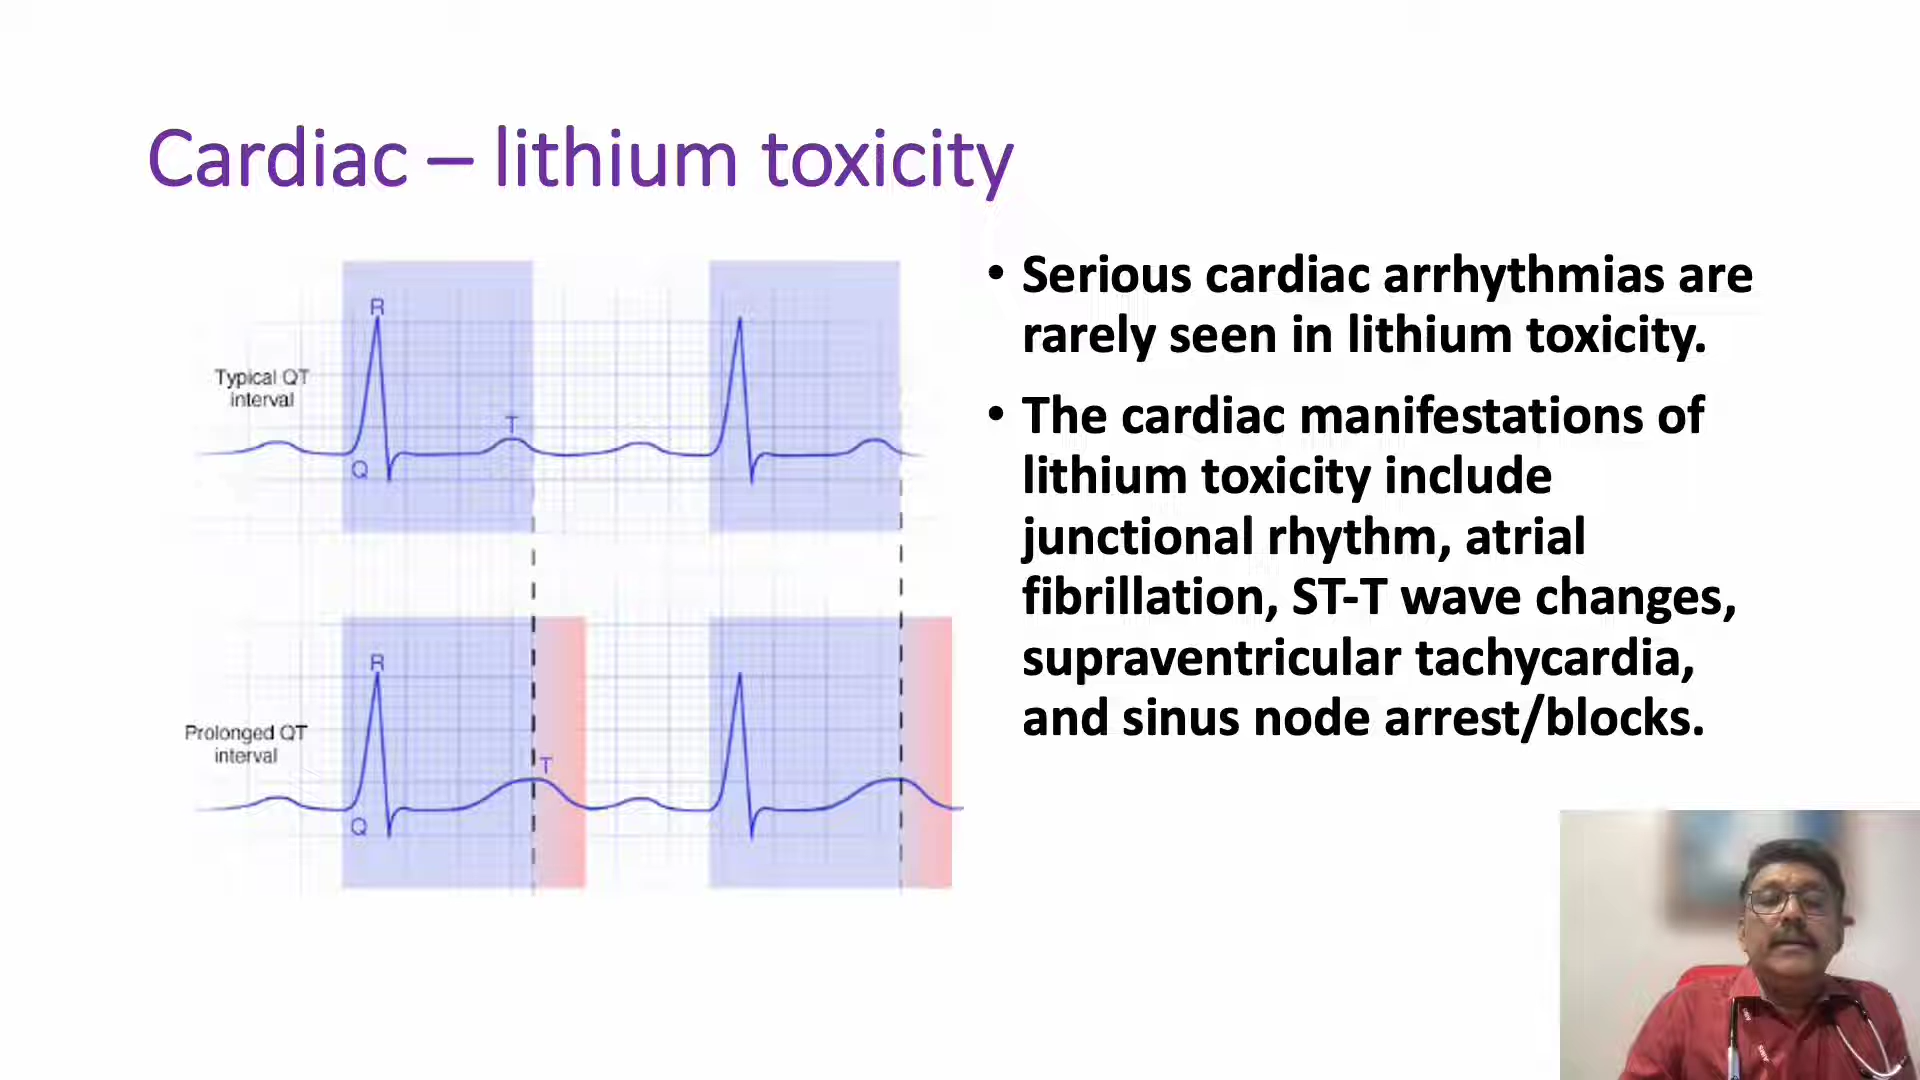 Cardiac – lithium toxicity
R
Typical QT
interval
T
Q
R
Prolonged QT
interval
T
Q
• Serious cardiac arrhythmias are
rarely seen in lithium toxicity.
• The cardiac manifestations of
lithium toxicity include
junctional rhythm, atrial
fibrillation, ST-T wave changes,
supraventricular tachycardia,
and sinus node arrest/blocks.